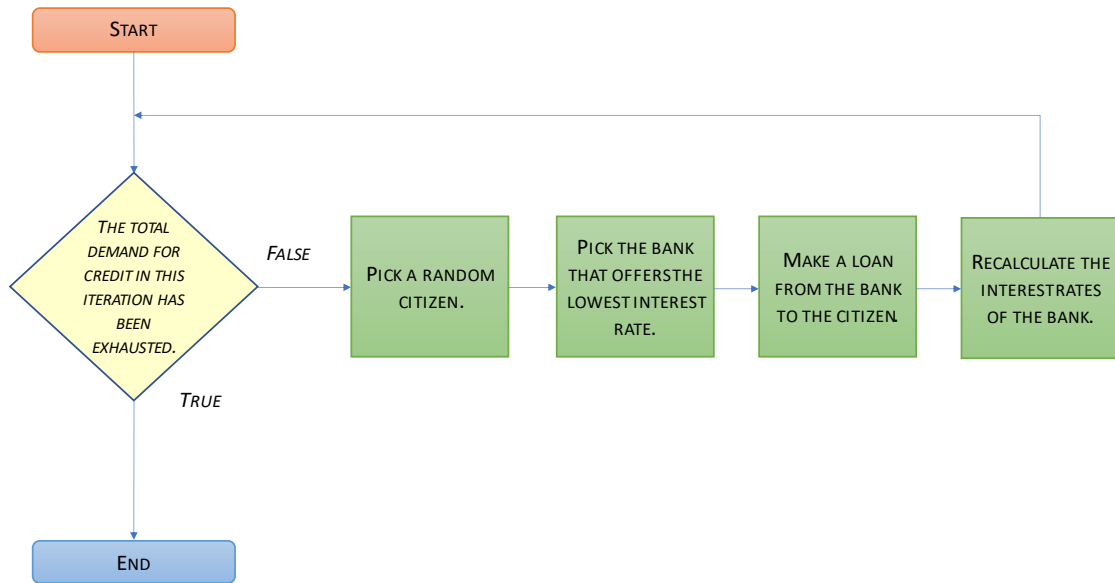 START
THE TOTAL
DEMAND FOR
CREDIT IN THIS
ITERATION HAS
BEEN
EXHAUSTED.
FALSE
TRUE
PICK A RANDOM
CITIZEN.
PICK THE BANK
THAT OFFERSTHE
LOWEST INTEREST
RATE.
MAKE A LOAN
FROM THE BANK
TO THE CITIZEN.
RECALCULATE THE
INTERESTRATES
OF THE BANK.
END